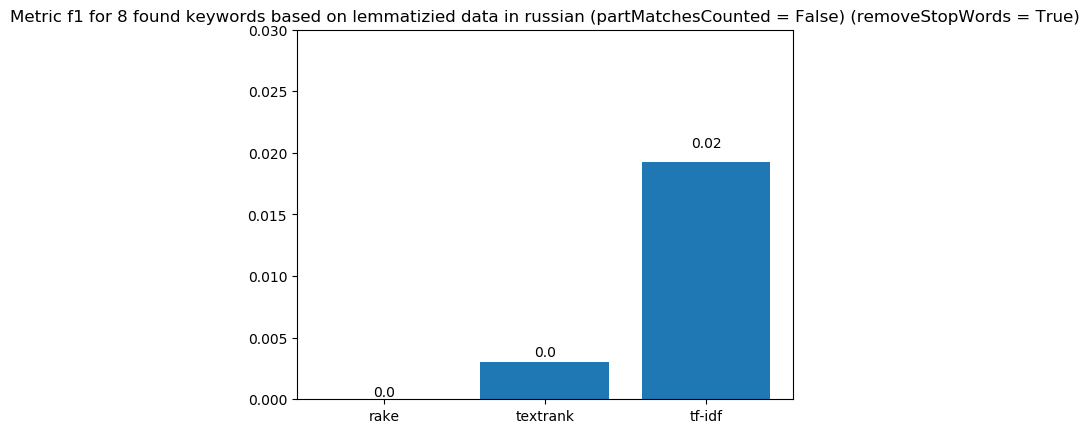 Metric f1 for 8 found keywords based on lemmatizied data in russian (partMatchesCounted = False) (removeStopWords = True)
0.030
0.025
0.020
0.015
0.010
0.005
0.000
0.0
0.0
0.02
rake
textrank
tf-idf